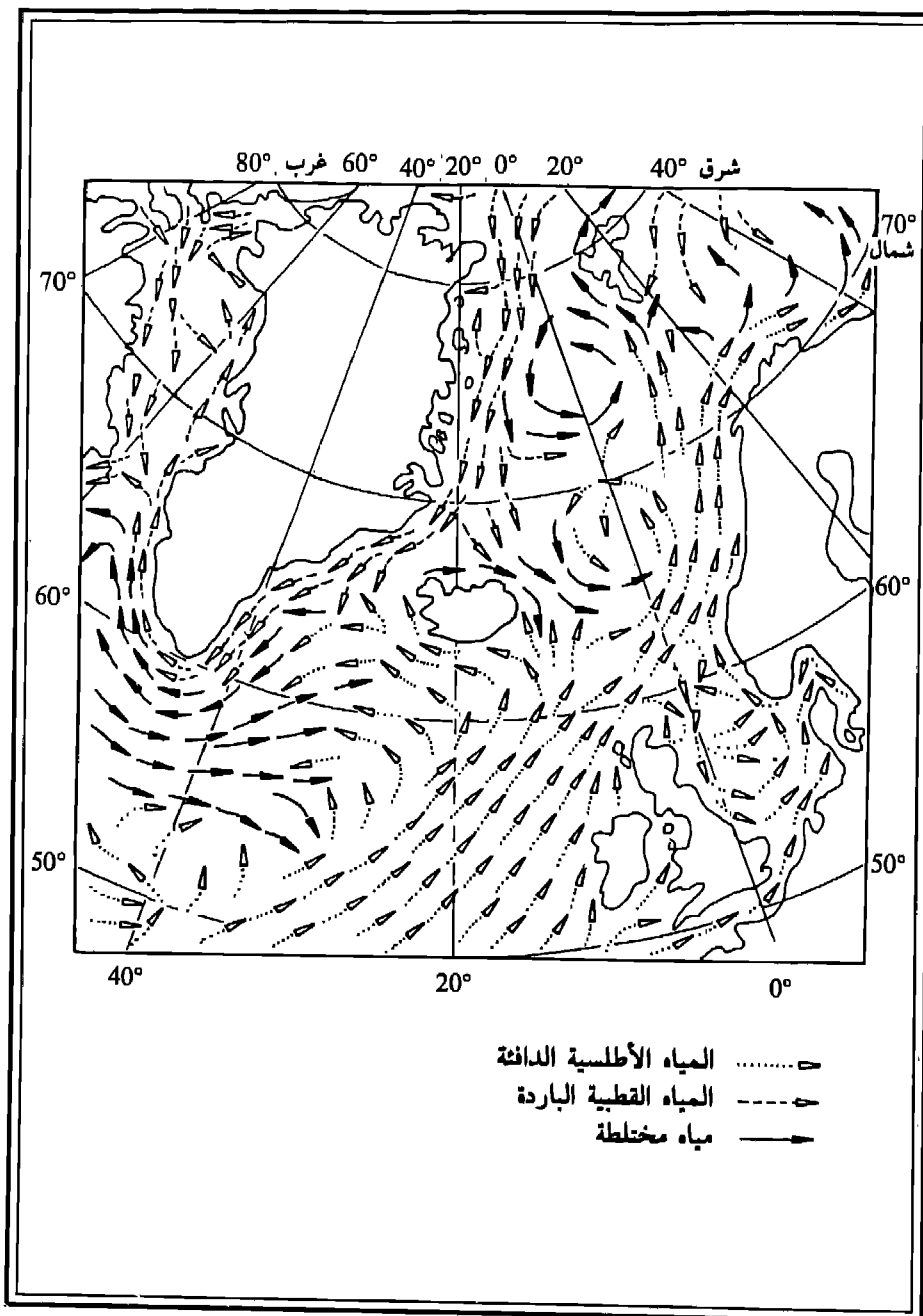 80° غرب 60° 40° 20° 0° 20° 40° شرق
70° 70°
شمال
60° 60°
50° 50°
40° 20° 0°
المياه الأطلسية الدافئة
المياه القطبية الباردة
مياه مختلطة